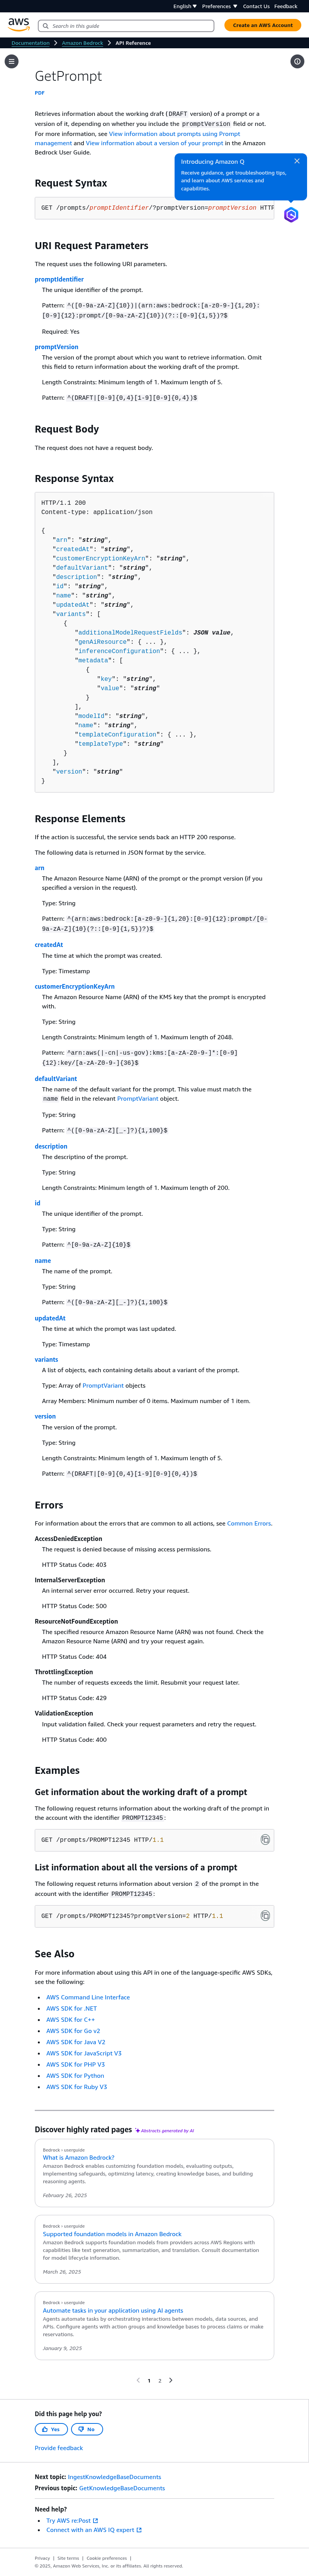 English
Preferences
Contact Us
Feedback
aws
Search in this guide
Create an AWS Account
Documentation
Amazon Bedrock
API Reference
GetPrompt
PDF
Retrieves information about the working draft (DRAFT version) of a prompt or a
version of it, depending on whether you include the promptVersion field or not.
For more information, see View information about prompts using Prompt
management and View information about a version of your prompt in the Amazon
Bedrock User Guide.
Introducing Amazon Q
Receive guidance, get troubleshooting tips,
and learn about AWS services and
capabilities.
Request Syntax
GET /prompts/promptIdentifier/?promptVersion=promptVersion HTTP
URI Request Parameters
The request uses the following URI parameters.
promptIdentifier
The unique identifier of the prompt.
Pattern: ^([0-9a-zA-Z]{10})|(arn:aws:bedrock:[a-z0-9-]{1,20}:
[0-9]{12}:prompt/[0-9a-zA-Z]{10})(?::[0-9]{1,5})?$
Required: Yes
promptVersion
The version of the prompt about which you want to retrieve information. Omit
this field to return information about the working draft of the prompt.
Length Constraints: Minimum length of 1. Maximum length of 5.
Pattern: ^(DRAFT|[0-9]{0,4}[1-9][0-9]{0,4})$
Request Body
The request does not have a request body.
Response Syntax
HTTP/1.1 200
Content-type: application/json
{
"arn": "string",
"createdAt": "string",
"customerEncryptionKeyArn": "string",
"defaultVariant": "string",
"description": "string",
"id": "string",
"name": "string",
"updatedAt": "string",
"variants": [
{
"additionalModelRequestFields": JSON value,
"genAiResource": { ... },
"inferenceConfiguration": { ... },
"metadata": [
{
"key": "string",
"value": "string"
}
],
"modelId": "string",
"name": "string",
"templateConfiguration": { ... },
"templateType": "string"
}
],
"version": "string"
}
Response Elements
If the action is successful, the service sends back an HTTP 200 response.
The following data is returned in JSON format by the service.
arn
The Amazon Resource Name (ARN) of the prompt or the prompt version (if you
specified a version in the request).
Type: String
Pattern: ^(arn:aws:bedrock:[a-z0-9-]{1,20}:[0-9]{12}:prompt/[0-
9a-zA-Z]{10}(?::[0-9]{1,5})?)$
createdAt
The time at which the prompt was created.
Type: Timestamp
customerEncryptionKeyArn
The Amazon Resource Name (ARN) of the KMS key that the prompt is encrypted
with.
Type: String
Length Constraints: Minimum length of 1. Maximum length of 2048.
Pattern: ^arn:aws(|-cn|-us-gov):kms:[a-zA-Z0-9-]*:[0-9]
{12}:key/[a-zA-Z0-9-]{36}$
defaultVariant
The name of the default variant for the prompt. This value must match the
name field in the relevant PromptVariant object.
Type: String
Pattern: ^([0-9a-zA-Z][_-]?){1,100}$
description
The descriptino of the prompt.
Type: String
Length Constraints: Minimum length of 1. Maximum length of 200.
id
The unique identifier of the prompt.
Type: String
Pattern: ^[0-9a-zA-Z]{10}$
name
The name of the prompt.
Type: String
Pattern: ^([0-9a-zA-Z][_-]?){1,100}$
updatedAt
The time at which the prompt was last updated.
Type: Timestamp
variants
A list of objects, each containing details about a variant of the prompt.
Type: Array of PromptVariant objects
Array Members: Minimum number of 0 items. Maximum number of 1 item.
version
The version of the prompt.
Type: String
Length Constraints: Minimum length of 1. Maximum length of 5.
Pattern: ^(DRAFT|[0-9]{0,4}[1-9][0-9]{0,4})$
Errors
For information about the errors that are common to all actions, see Common Errors.
AccessDeniedException
The request is denied because of missing access permissions.
HTTP Status Code: 403
InternalServerException
An internal server error occurred. Retry your request.
HTTP Status Code: 500
ResourceNotFoundException
The specified resource Amazon Resource Name (ARN) was not found. Check the
Amazon Resource Name (ARN) and try your request again.
HTTP Status Code: 404
ThrottlingException
The number of requests exceeds the limit. Resubmit your request later.
HTTP Status Code: 429
ValidationException
Input validation failed. Check your request parameters and retry the request.
HTTP Status Code: 400
Examples
Get information about the working draft of a prompt
The following request returns information about the working draft of the prompt in
the account with the identifier PROMPT12345:
GET /prompts/PROMPT12345 HTTP/1.1
List information about all the versions of a prompt
The following request returns information about version 2 of the prompt in the
account with the identifier PROMPT12345:
GET /prompts/PROMPT12345?promptVersion=2 HTTP/1.1
See Also
For more information about using this API in one of the language-specific AWS SDKs,
see the following:
AWS Command Line Interface
AWS SDK for .NET
AWS SDK for C++
AWS SDK for Go v2
AWS SDK for Java V2
AWS SDK for JavaScript V3
AWS SDK for PHP V3
AWS SDK for Python
AWS SDK for Ruby V3
Discover highly rated pages Abstracts generated by AI
Bedrock › userguide
What is Amazon Bedrock?
Amazon Bedrock enables customizing foundation models, evaluating outputs,
implementing safeguards, optimizing latency, creating knowledge bases, and building
reasoning agents.
February 26, 2025
Bedrock › userguide
Supported foundation models in Amazon Bedrock
Amazon Bedrock supports foundation models from providers across AWS Regions with
capabilities like text generation, summarization, and translation. Consult documentation
for model lifecycle information.
March 26, 2025
Bedrock › userguide
Automate tasks in your application using AI agents
Agents automate tasks by orchestrating interactions between models, data sources, and
APIs. Configure agents with action groups and knowledge bases to process claims or make
reservations.
January 9, 2025
1 2
Did this page help you?
Yes
No
Provide feedback
Next topic: IngestKnowledgeBaseDocuments
Previous topic: GetKnowledgeBaseDocuments
Need help?
Try AWS re:Post
Connect with an AWS IQ expert
Privacy | Site terms | Cookie preferences |
© 2025, Amazon Web Services, Inc. or its affiliates. All rights reserved.